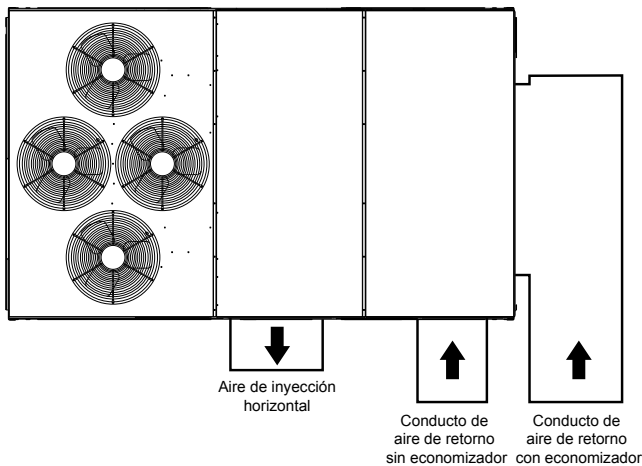 Aire de inyección
horizontal
Conducto de
aire de retorno
sin economizador
Conducto de
aire de retorno
con economizador